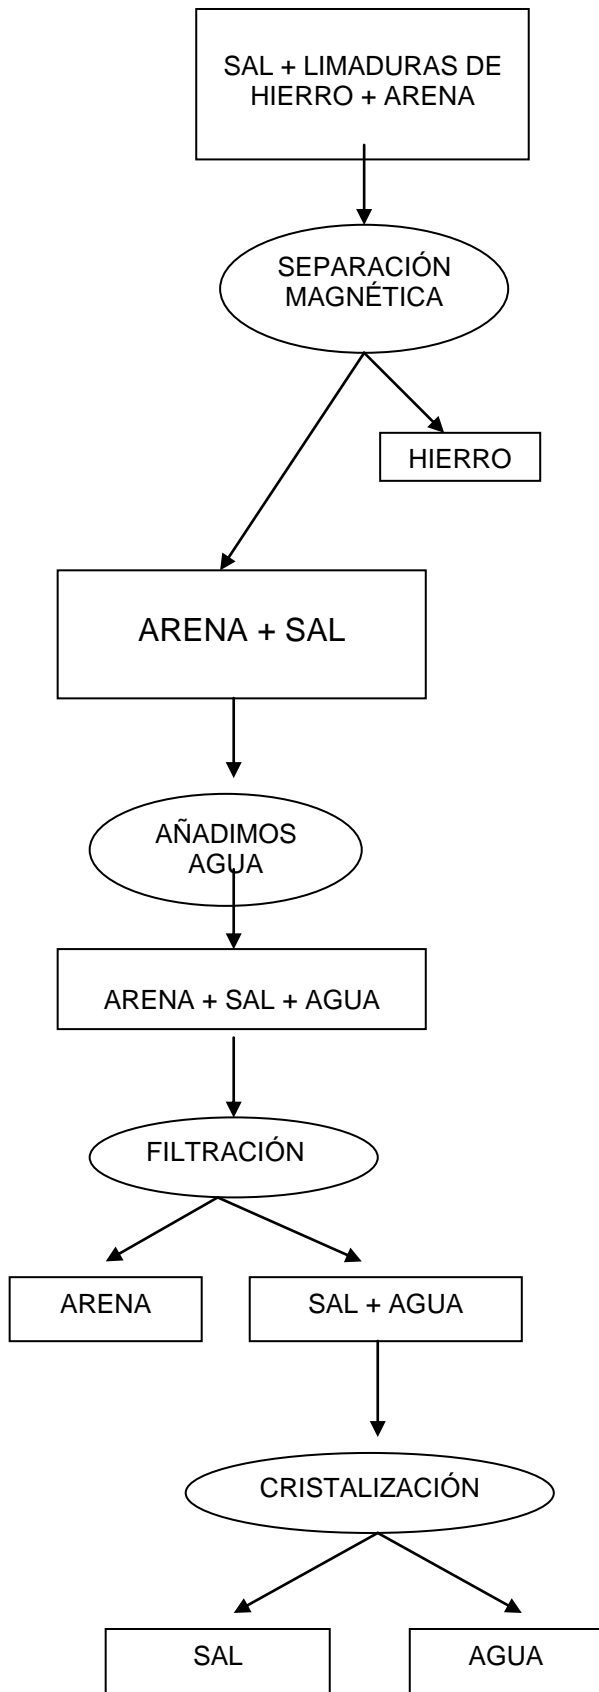 SAL + LIMADURAS DE
HIERRO + ARENA
SEPARACIÓN
MAGNÉTICA
HIERRO
ARENA + SAL
AÑADIMOS
AGUA
ARENA + SAL + AGUA
FILTRACIÓN
ARENA
SAL + AGUA
CRISTALIZACIÓN
SAL
AGUA